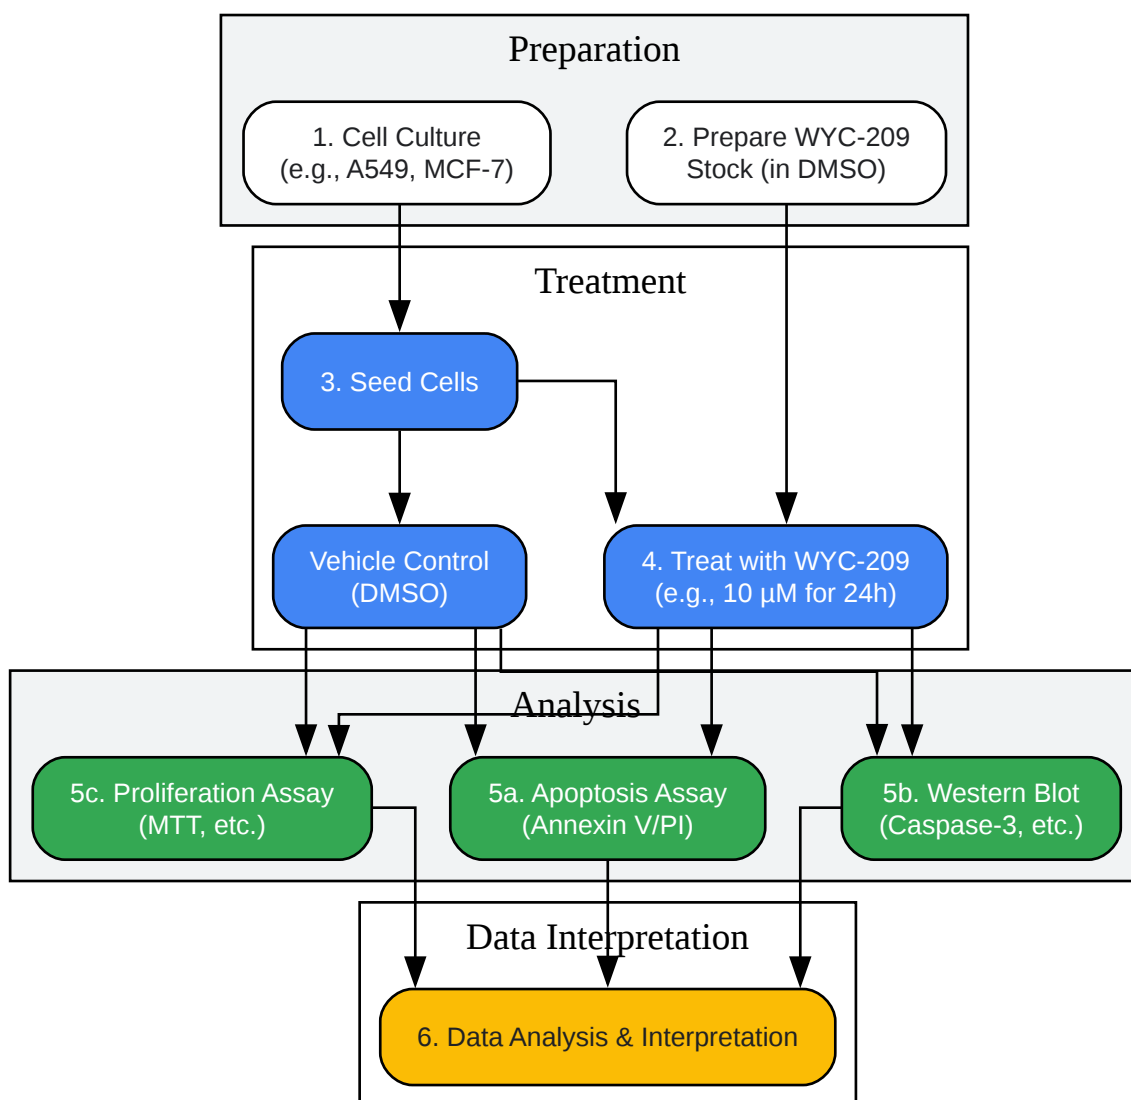 Preparation
1. Cell Culture
(e.g., A549, MCF-7)
2. Prepare WYC-209
Stock (in DMSO)
Treatment
3. Seed Cells
Vehicle Control
(DMSO)
4. Treat with WYC-209
(e.g., 10 µM for 24h)
Analysis
5c. Proliferation Assay
(MTT, etc.)
5a. Apoptosis Assay
(Annexin V/PI)
5b. Western Blot
(Caspase-3, etc.)
Data Interpretation
6. Data Analysis & Interpretation